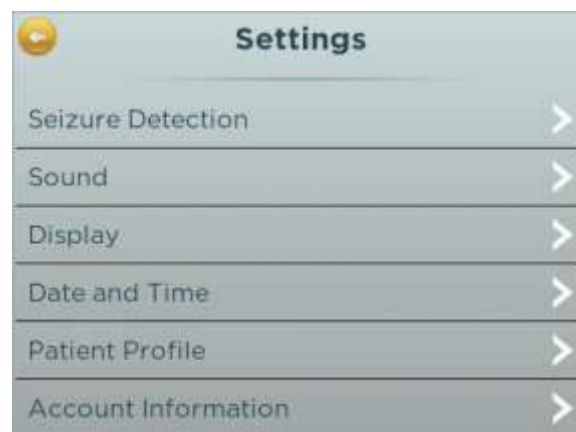 Settings
Seizure Detection
Sound
Display
Date and Time
Patient Profile
Account Information